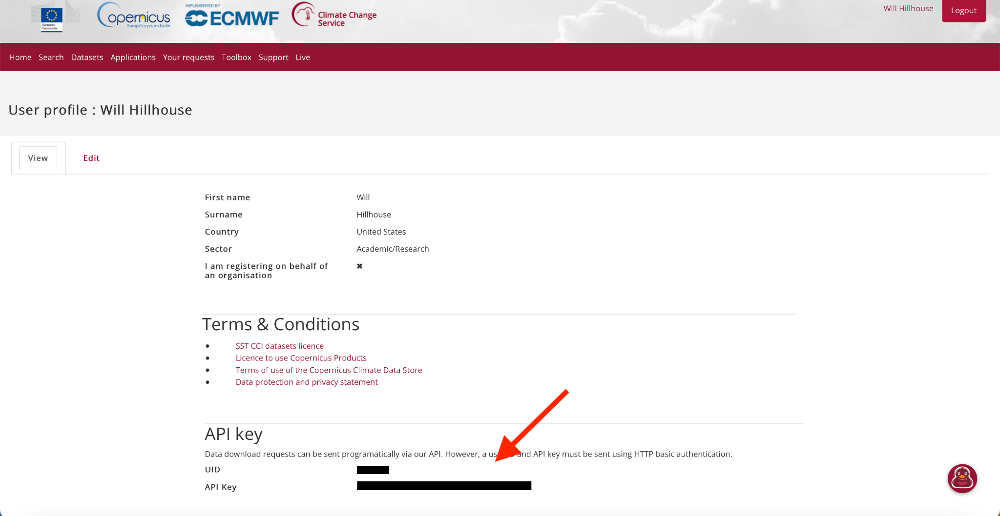 European
Commission
opernicus
Europe's eyes on Earth
IMPLEMENTED BY
ECMWF
Climate Change
Service
Will Hillhouse
Logout
Home Search Datasets Applications Your requests Toolbox Support Live
User profile : Will Hillhouse
View Edit
First name Will
Surname Hillhouse
Country United States
Sector Academic/Research
I am registering on behalf of ✖
an organisation
Terms & Conditions
• SST CCI datasets licence
• Licence to use Copernicus Products
• Terms of use of the Copernicus Climate Data Store
• Data protection and privacy statement
API key
Data download requests can be sent programatically via our API. However, a and API key must be sent using HTTP basic authentication.
UID
API Key